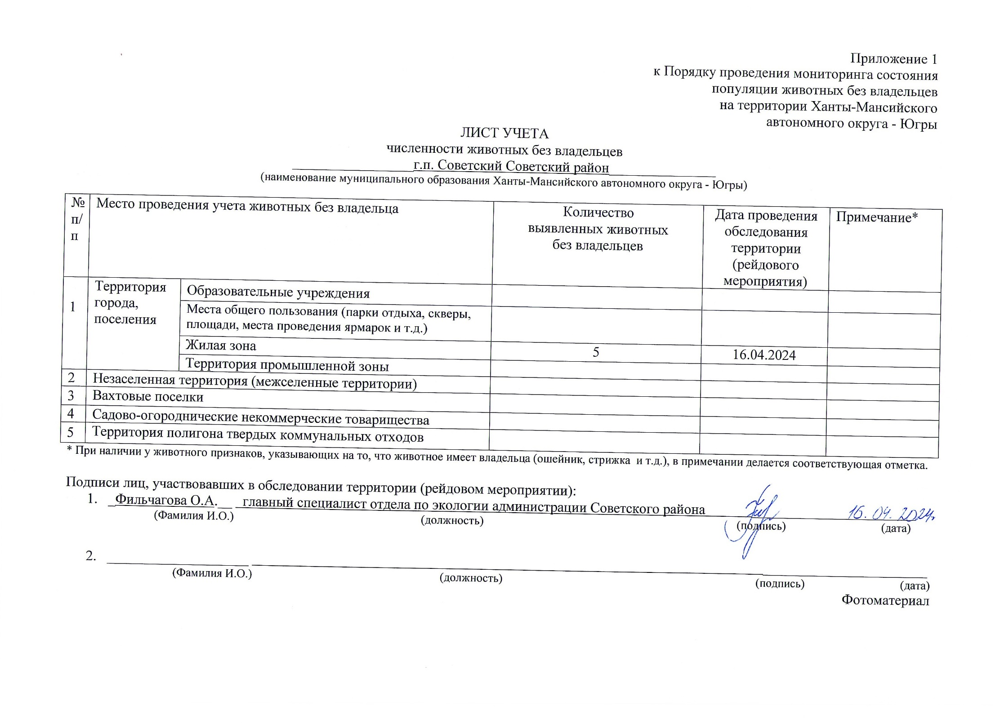 Приложение 1
к Порядку проведения мониторинга состояния
популяции животных без владельцев
на территории Ханты-Мансийского
автономного округа - Югры
ЛИСТ УЧЕТА
численности животных без владельцев
г.п. Советский Советский район
(наименование муниципального образования Ханты-Мансийского автономного округа - Югры)
№ п/п Место проведения учета животных без владельца Количество выявленных животных без владельцев Дата проведения обследования территории (рейдового мероприятия) Примечание*
1 Территория города, поселения Образовательные учреждения
Места общего пользования (парки отдыха, скверы,
площади, места проведения ярмарок и т.д.)
Жилая зона 5 16.04.2024
Территория промышленной зоны
2 Незаселенная территория (межселенные территории)
3 Вахтовые поселки
4 Садово-огороднические некоммерческие товарищества
5 Территория полигона твердых коммунальных отходов
* При наличии у животного признаков, указывающих на то, что животное имеет владельца (ошейник, стрижка и т.д.), в примечании делается соответствующая отметка.
Подписи лиц, участвовавших в обследовании территории (рейдовом мероприятии):
1. Фильчагова О.А. главный специалист отдела по экологии администрации Советского района 16.04.2024г
(Фамилия И.О.) (должность) (подпись) (дата)
2.
(Фамилия И.О.) (должность) (подпись) (дата)
Фотоматериал